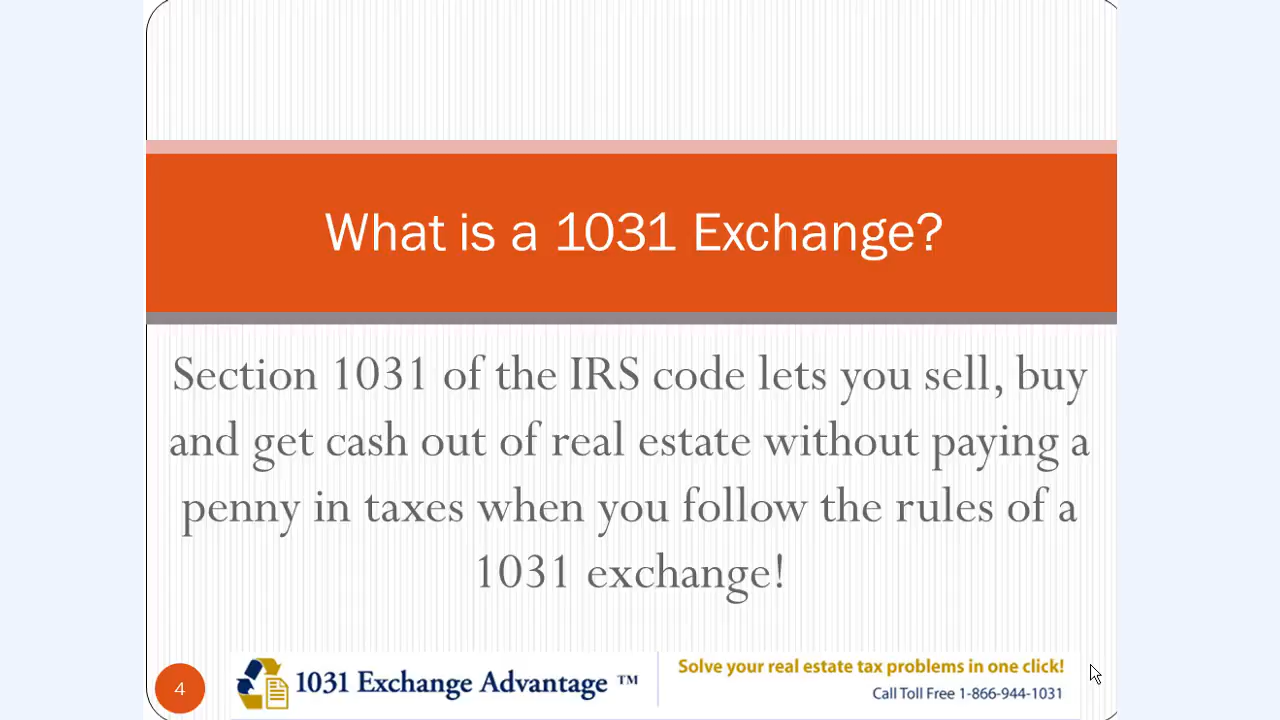 What is a 1031 Exchange?
Section 1031 of the IRS code lets you sell, buy
and get cash out of real estate without paying a
penny in taxes when you follow the rules of a
1031 exchange!
4
1031 Exchange Advantage ™
Solve your real estate tax problems in one click!
Call Toll Free 1-866-944-1031